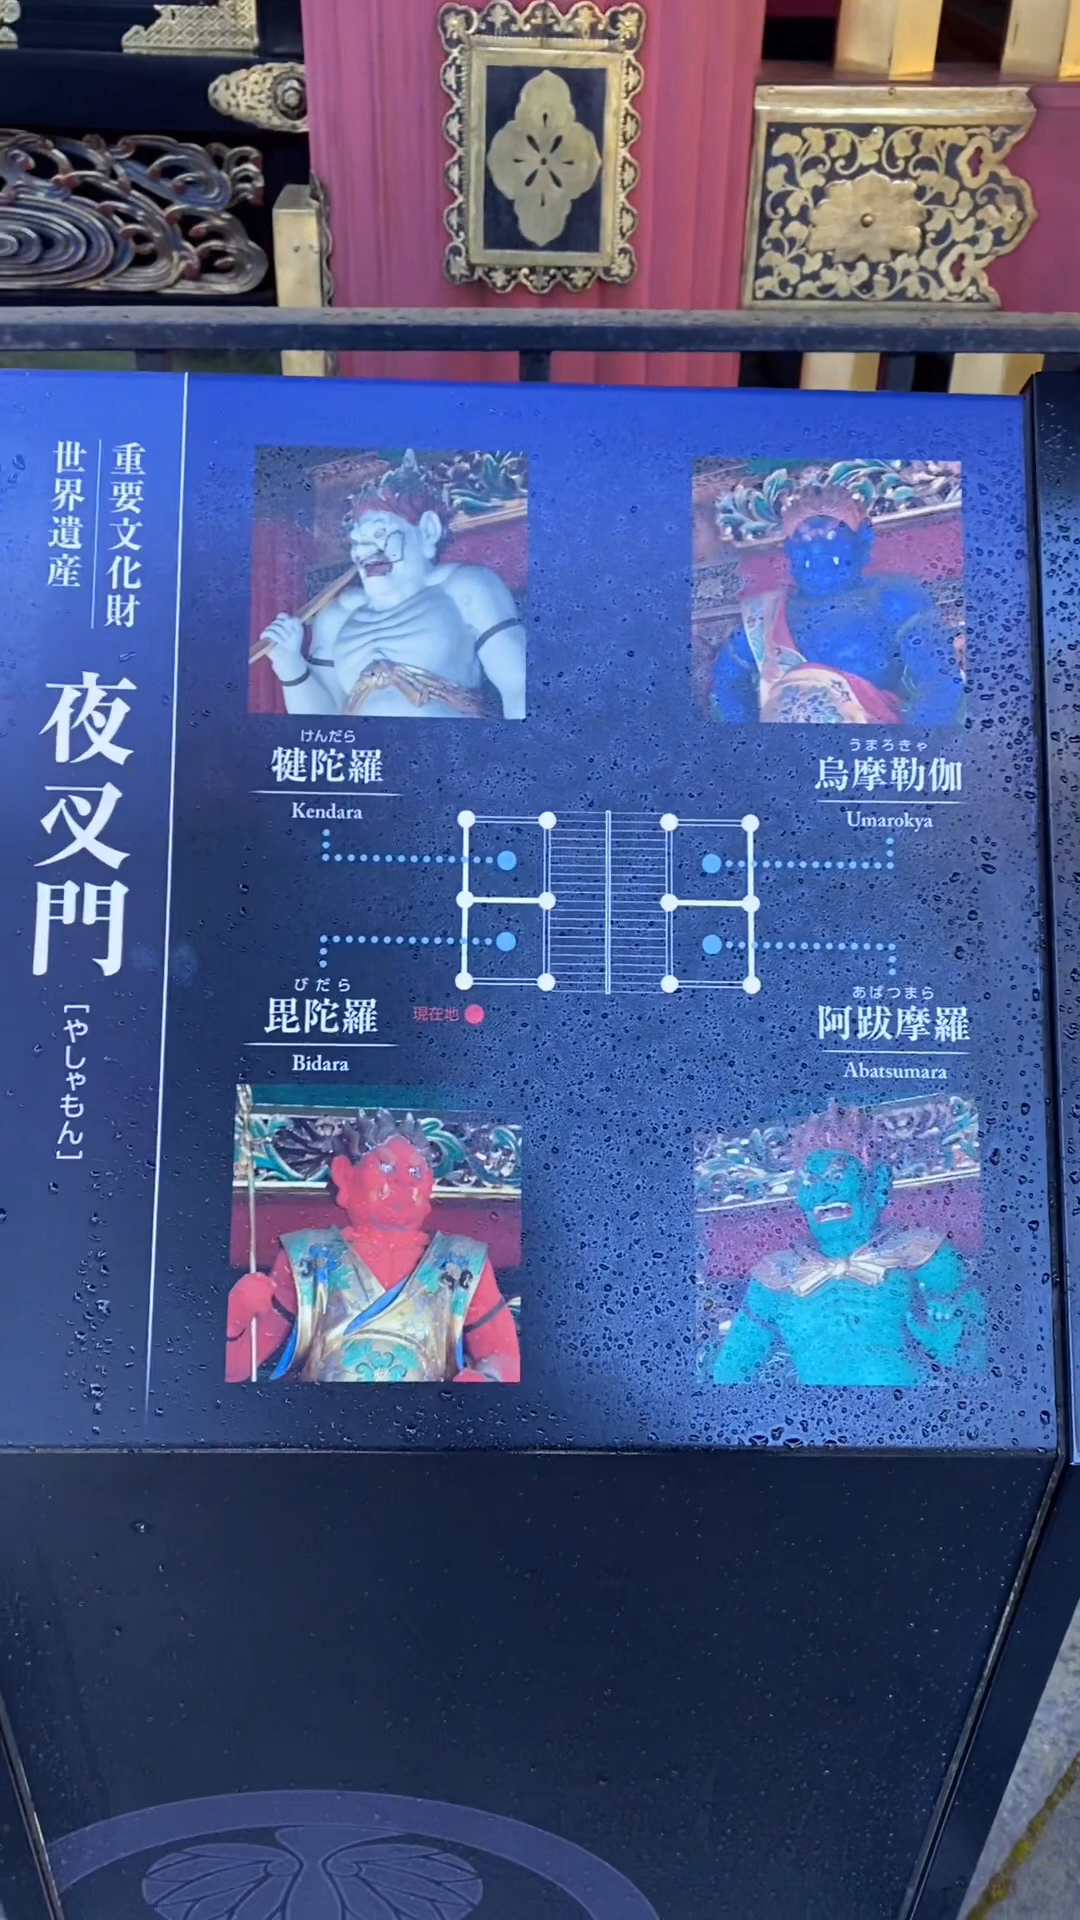 重要文化財
世界遺産
夜叉門
[やしゃもん]
けんだら
犍陀羅
Kendara
うまろきゃ
烏摩勒伽
Umarokya
びだら
毘陀羅
Bidara
現在地
あばつまら
阿跋摩羅
Abatsumara